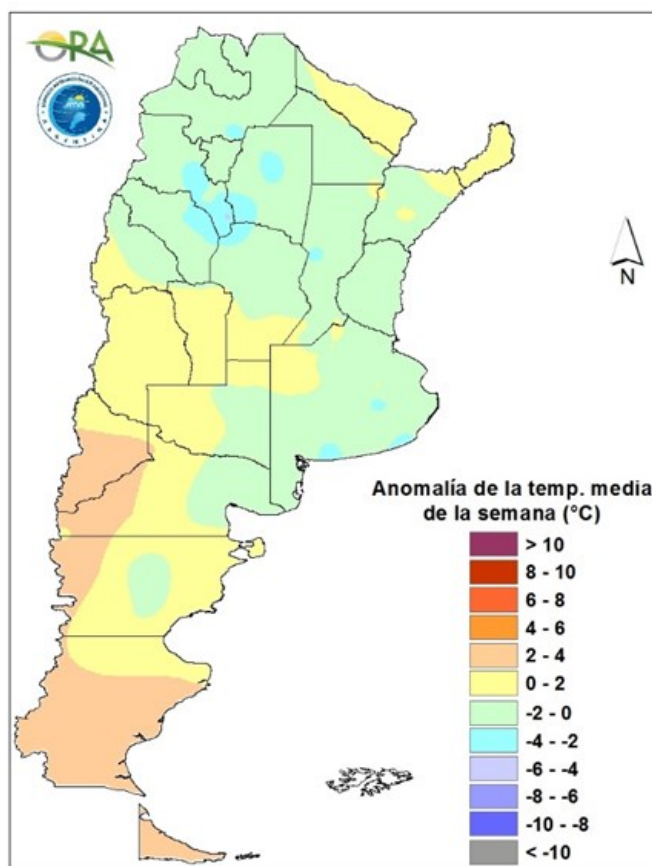 ORA
N
Anomalía de la temp. media
de la semana (°C)
> 10
8 - 10
6 - 8
4 - 6
2 - 4
0 - 2
-2 - 0
-4 - -2
-6 - -4
-8 - -6
-10 - -8
< -10